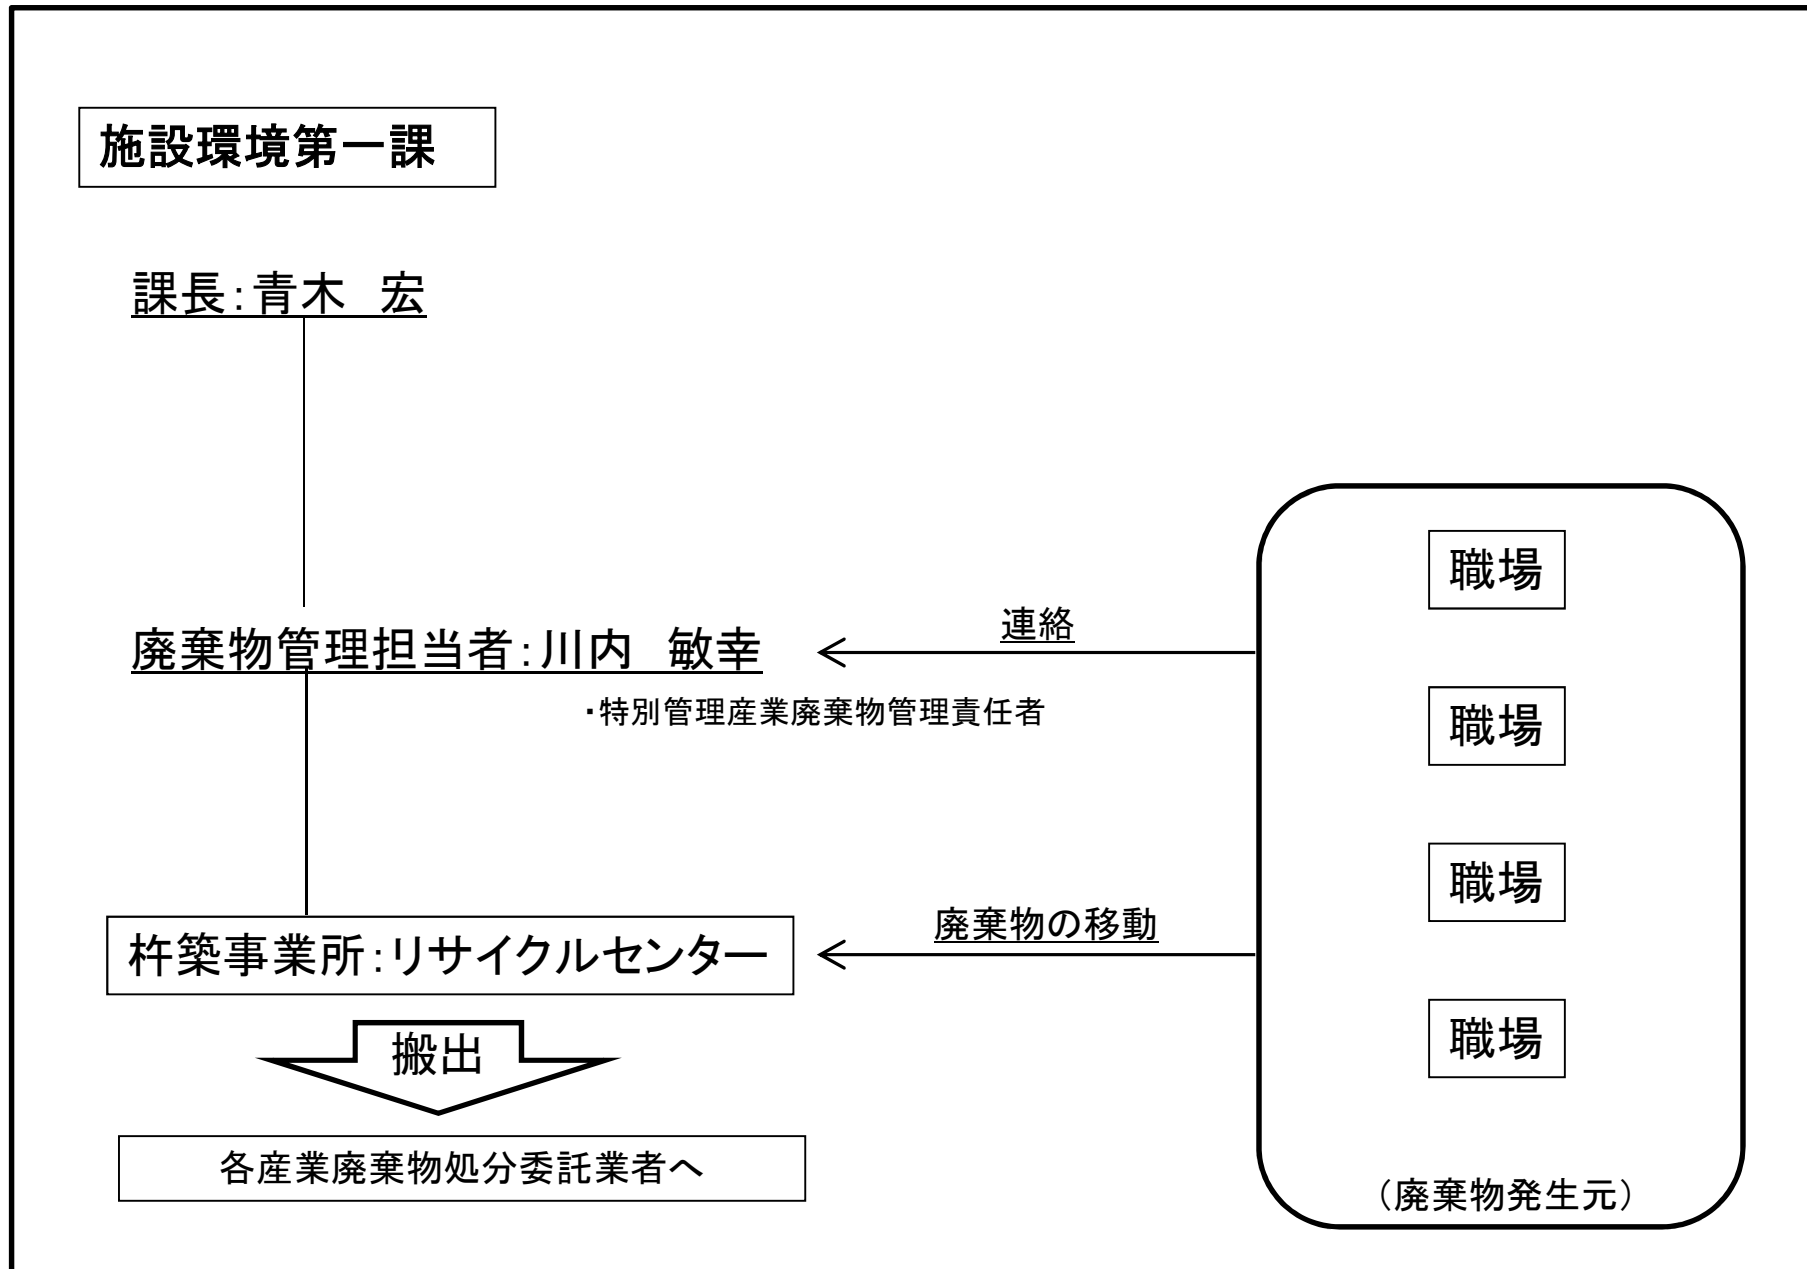 施設環境第一課
課長:青木　宏
廃棄物管理担当者:川内　敏幸
・特別管理産業廃棄物管理責任者
連絡
職場
職場
職場
職場
(廃棄物発生元)
廃棄物の移動
杵築事業所:リサイクルセンター
搬出
各産業廃棄物処分委託業者へ